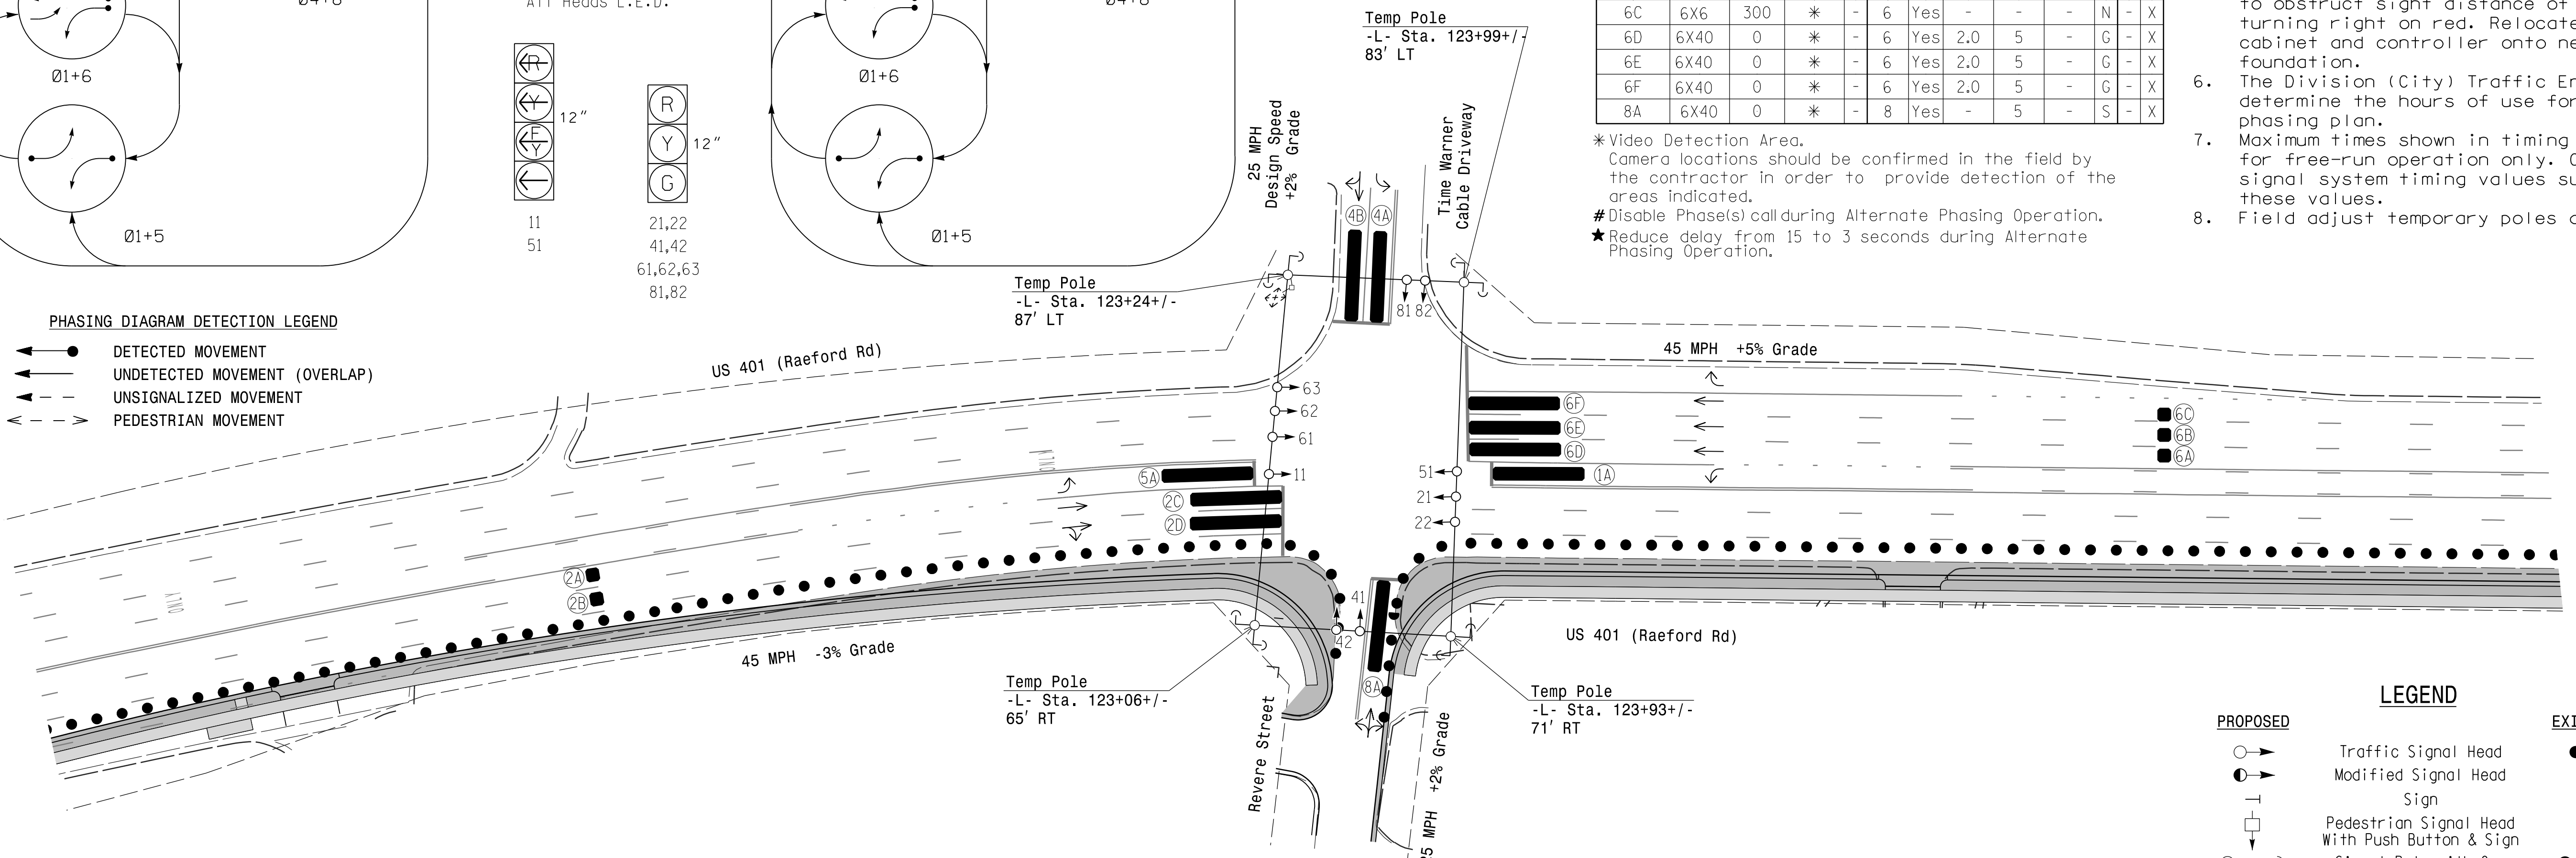 All Heads L.E.D.
Ø1+6
Ø1+5
R
Y
F
Y
12"
11
51
R
Y
G
12"
21,22
41,42
61,62,63
81,82
Ø1+6
Ø1+5
PHASING DIAGRAM DETECTION LEGEND
DETECTED MOVEMENT
UNDETECTED MOVEMENT (OVERLAP)
UNSIGNALIZED MOVEMENT
PEDESTRIAN MOVEMENT
Temp Pole
-L- Sta. 123+99+/-
83' LT
25 MPH
Design Speed
+2% Grade
Time Warner
Cable Driveway
4B 4A
Temp Pole
-L- Sta. 123+24+/-
87' LT
81 82
6C 6X6 300 * - 6 Yes - - - N - X
6D 6X40 0 * - 6 Yes 2.0 5 - G - X
6E 6X40 0 * - 6 Yes 2.0 5 - G - X
6F 6X40 0 * - 6 Yes 2.0 5 - G - X
8A 6X40 0 * - 8 Yes - 5 - S - X
* Video Detection Area.
Camera locations should be confirmed in the field by
the contractor in order to provide detection of the
areas indicated.
# Disable Phase(s) call during Alternate Phasing Operation.
★ Reduce delay from 15 to 3 seconds during Alternate
Phasing Operation.
to obstruct sight distance of
turning right on red. Relocate
cabinet and controller onto
foundation.
6. The Division (City) Traffic
determine the hours of use for
phasing plan.
7. Maximum times shown in timing
for free-run operation only.
signal system timing values
these values.
8. Field adjust temporary poles
US 401 (Raeford Rd)
45 MPH +5% Grade
63
62
61
11
51
21
22
5A
2C
2D
6F
6E
6D
1A
6C
6B
6A
2A
2B
ONLY
ONLY
41
42
8A
45 MPH -3% Grade
US 401 (Raeford Rd)
Temp Pole
-L- Sta. 123+06+/-
65' RT
Temp Pole
-L- Sta. 123+93+/-
71' RT
Revere Street
25 MPH +2% Grade
LEGEND
PROPOSED
Traffic Signal Head
Modified Signal Head
Sign
Pedestrian Signal Head
With Push Button & Sign